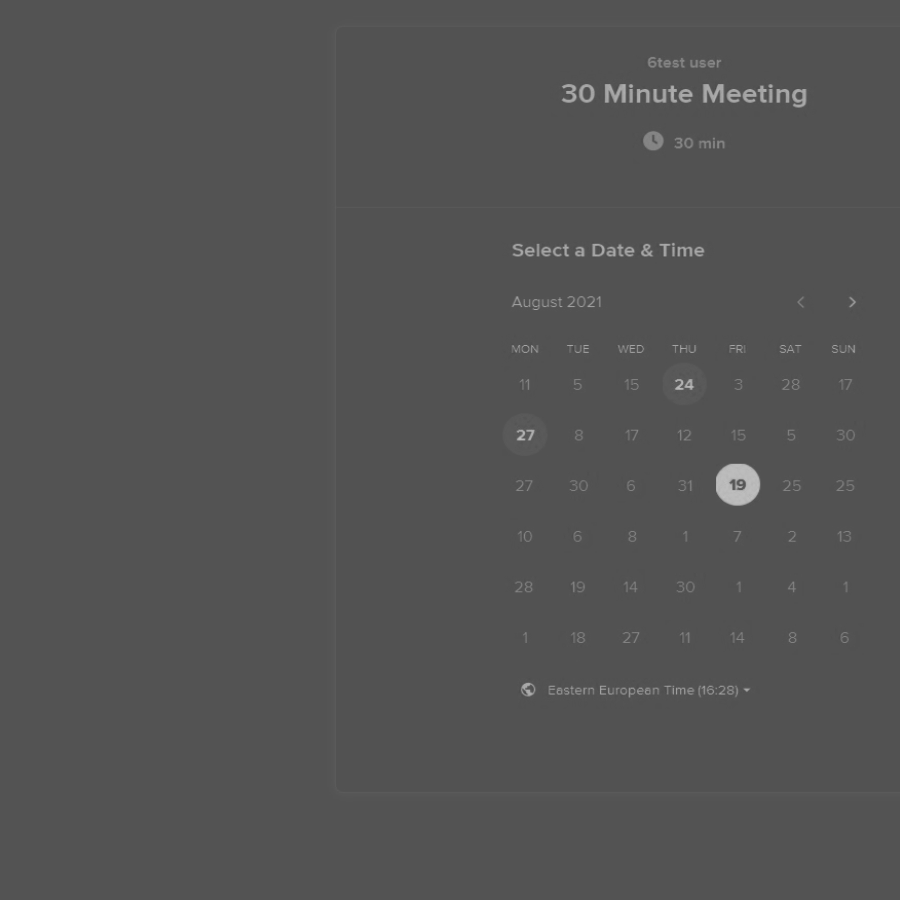 6test user
30 Minute Meeting
30 min
Select a Date & Time
August 2021
MON TUE WED THU FRI SAT SUN
11 5 15 24 3 28 17
27 8 17 12 15 5 30
27 30 6 31 19 25 25
10 6 8 1 7 2 13
28 19 14 30 1 4 1
1 18 27 11 14 8 6
Eastern European Time (16:28)